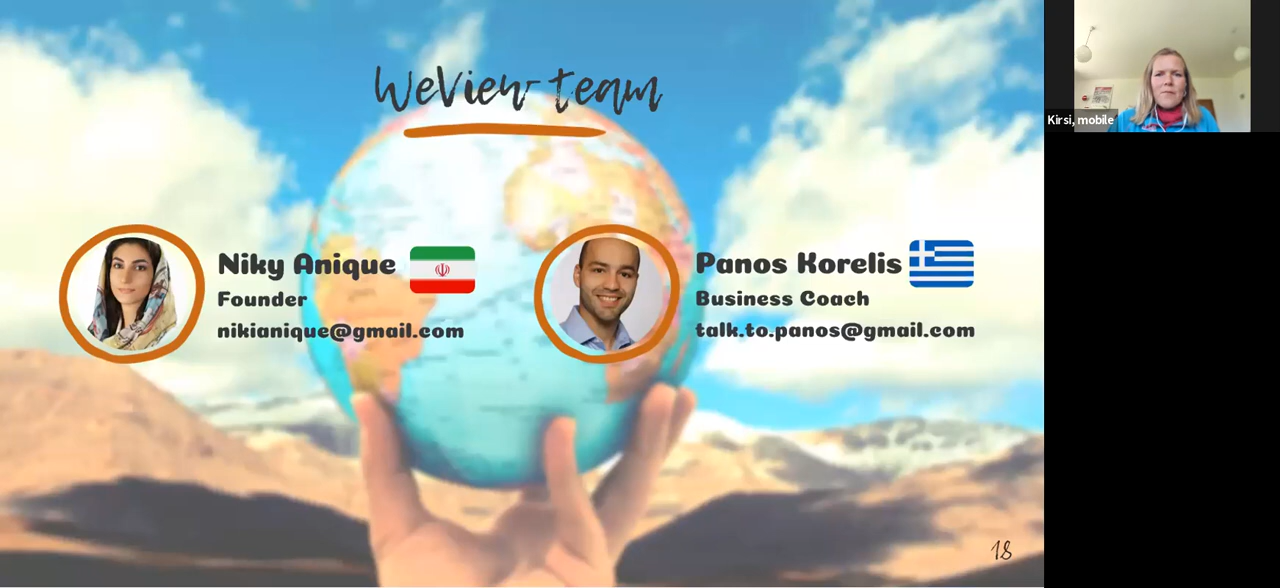 WeView-team
Niky Anique
Founder
nikianique@gmail.com
Panos Korelis
Business Coach
talk.to.panos@gmail.com
18
Kirsi, mobile